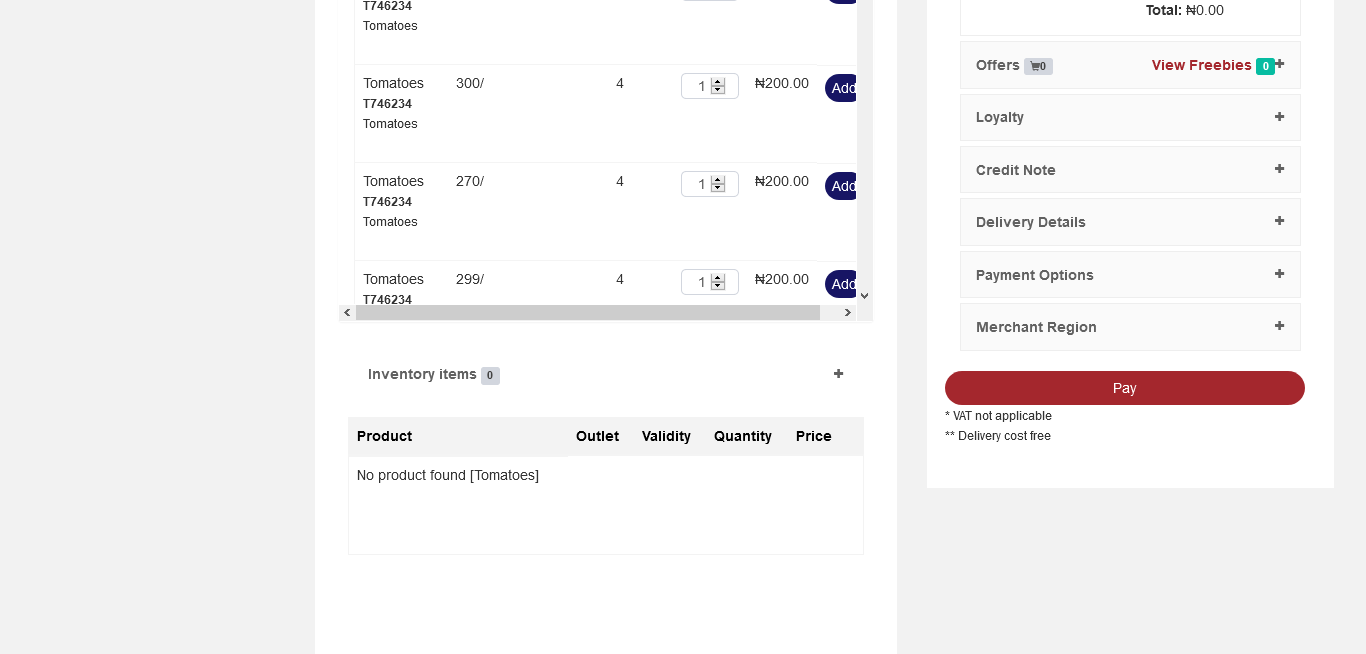 T746234
Tomatoes
Tomatoes 300/ 4 1 ₦200.00 Add
T746234
Tomatoes
Tomatoes 270/ 4 1 ₦200.00 Add
T746234
Tomatoes
Tomatoes 299/ 4 1 ₦200.00 Add
T746234
Inventory items 0
Product Outlet Validity Quantity Price
No product found [Tomatoes]
Total: ₦0.00
Offers 0 View Freebies 0
Loyalty
Credit Note
Delivery Details
Payment Options
Merchant Region
Pay
* VAT not applicable
** Delivery cost free